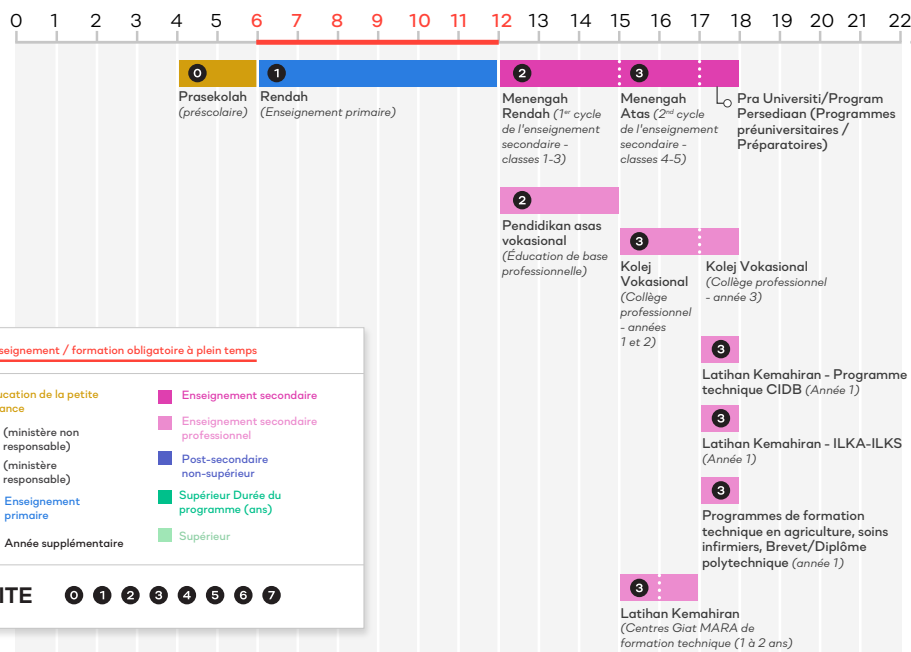 0 1 2 3 4 5 6 7 8 9 10 11 12 13 14 15 16 17 18 19 20 21 22
0
1
2
3
Prasekolah
(préscolaire)
Rendah
(Enseignement primaire)
Menengah
Rendah (1er cycle
de l'enseignement
secondaire -
classes 1-3)
Menengah
Atas (2nd cycle
de l'enseignement
secondaire -
classes 4-5)
Pra Universiti/Program
Persediaan (Programmes
préuniversitaires /
Préparatoires)
2
Pendidikan asas
vokasional
(Éducation de base
professionnelle)
3
Kolej
Vokasional
(Collège
professionnel
- années
1 et 2)
Kolej Vokasional
(Collège professionnel
- année 3)
3
Latihan Kemahiran - Programme
technique CIDB (Année 1)
3
Latihan Kemahiran - ILKA-ILKS
(Année 1)
3
Programmes de formation
technique en agriculture, soins
infirmiers, Brevet/Diplôme
polytechnique (année 1)
3
Latihan Kemahiran
(Centres Giat MARA de
formation technique (1 à 2 ans)
seignement / formation obligatoire à plein temps
ucation de la petite
ance
(ministère non
responsable)
(ministère
responsable)
Enseignement
primaire
Année supplémentaire
Enseignement secondaire
Enseignement secondaire
professionnel
Post-secondaire
non-supérieur
Supérieur Durée du
programme (ans)
Supérieur
ITE 0 1 2 3 4 5 6 7